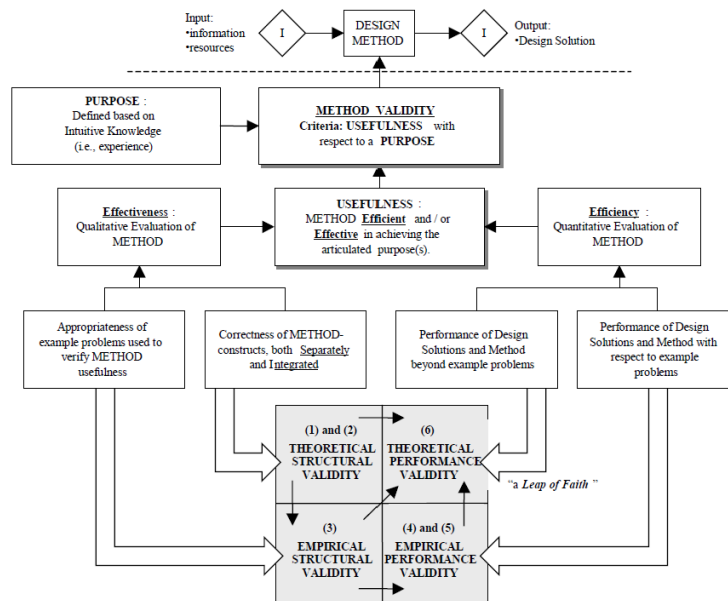 Input:
•information
•resources
I
DESIGN
METHOD
I
Output:
•Design Solution
PURPOSE :
Defined based on
Intuitive Knowledge
(i.e., experience)
METHOD VALIDITY
Criteria: USEFULNESS with
respect to a PURPOSE
Effectiveness :
Qualitative Evaluation of
METHOD
USEFULNESS :
METHOD Efficient and / or
Effective in achieving the
articulated purpose(s).
Efficiency :
Quantitative Evaluation of
METHOD
Appropriateness of
example problems used to
verify METHOD
usefulness
Correctness of METHOD-
constructs, both Separately
and Integrated
Performance of Design
Solutions and Method
beyond example problems
Performance of Design
Solutions and Method with
respect to example
problems
(1) and (2)
THEORETICAL
STRUCTURAL
VALIDITY
(6)
THEORETICAL
PERFORMANCE
VALIDITY
“a Leap of Faith ”
(3)
EMPIRICAL
STRUCTURAL
VALIDITY
(4) and (5)
EMPIRICAL
PERFORMANCE
VALIDITY